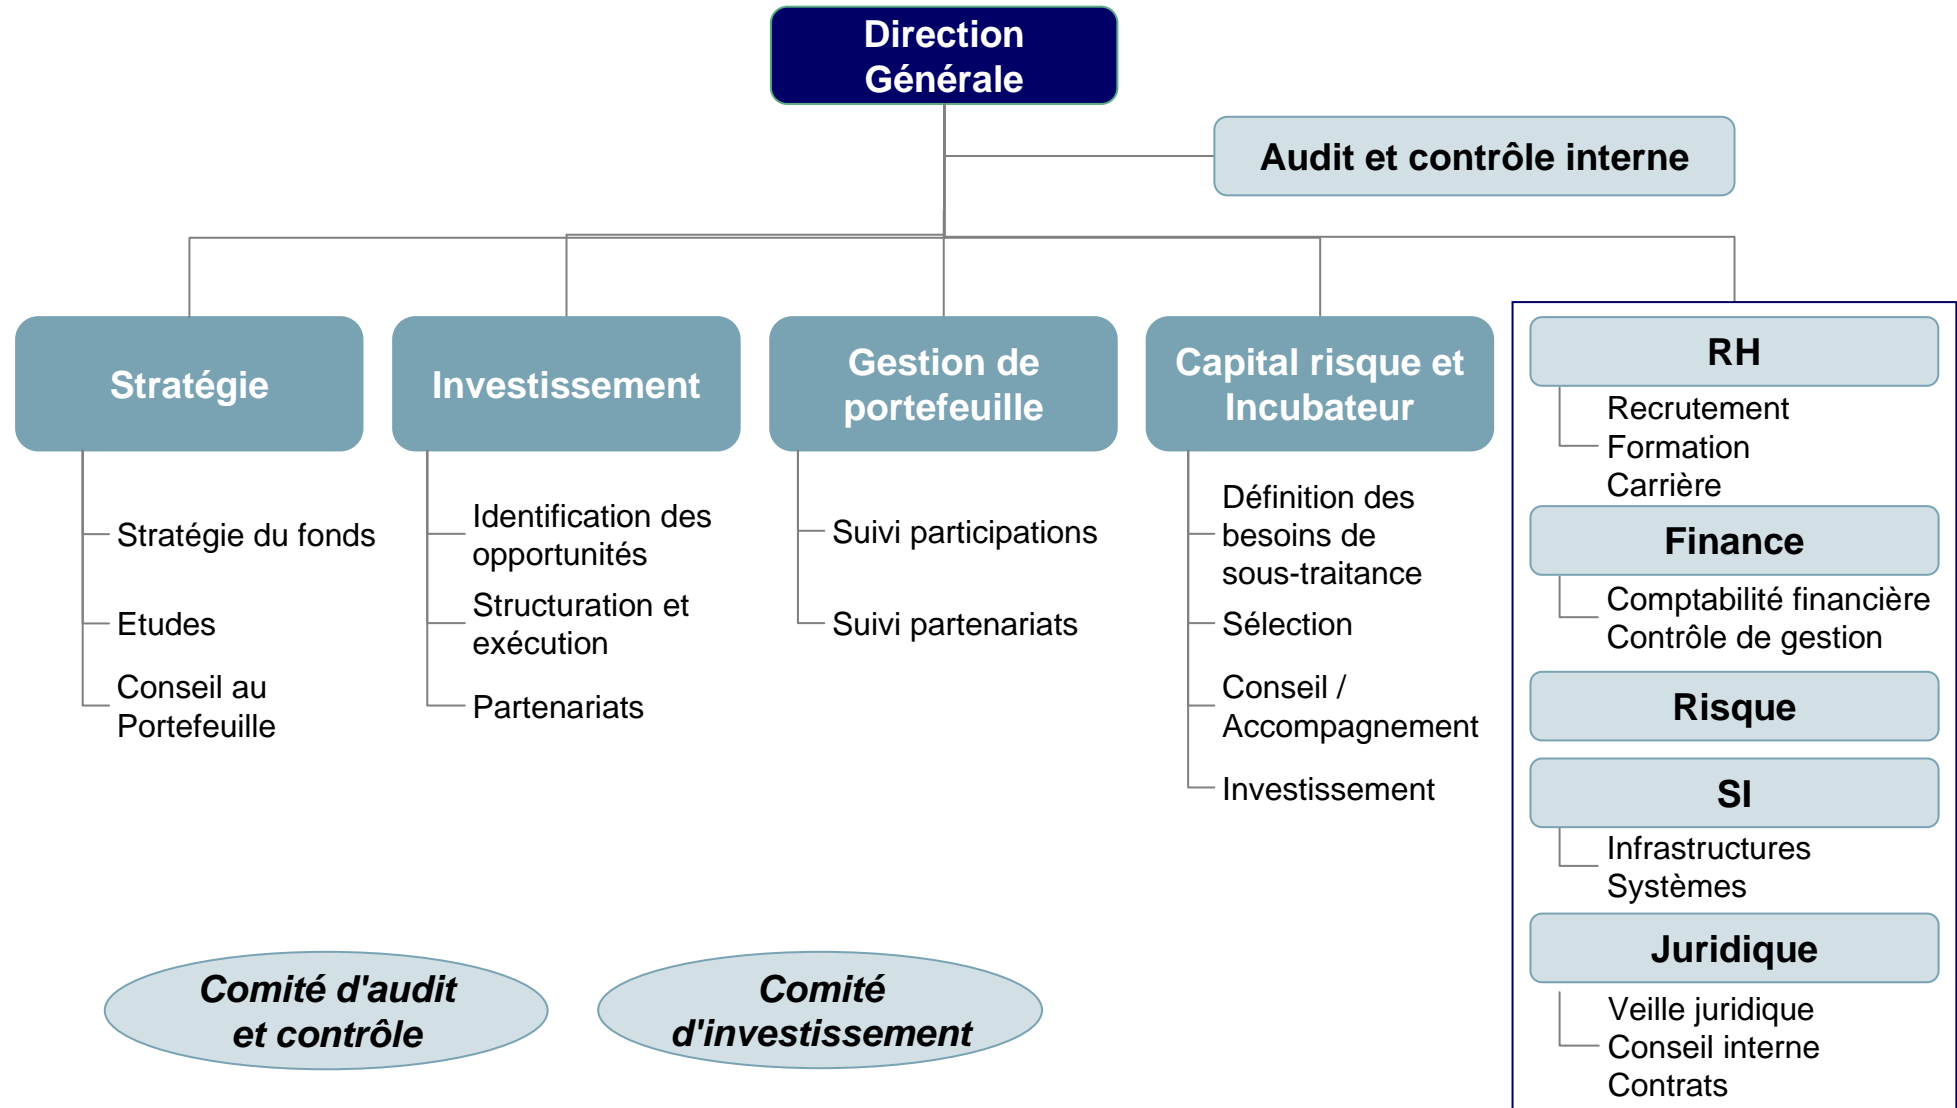 Direction
Générale
Audit et contrôle interne
Stratégie
Stratégie du fonds
Etudes
Conseil au
Portefeuille
Investissement
Identification des
opportunités
Structuration et
exécution
Partenariats
Gestion de
portefeuille
Suivi participations
Suivi partenariats
Capital risque et
Incubateur
Définition des
besoins de
sous-traitance
Sélection
Conseil /
Accompagnement
Investissement
RH
Recrutement
Formation
Carrière
Finance
Comptabilité financière
Contrôle de gestion
Risque
SI
Infrastructures
Systèmes
Juridique
Veille juridique
Conseil interne
Contrats
Comité d'audit
et contrôle
Comité
d'investissement